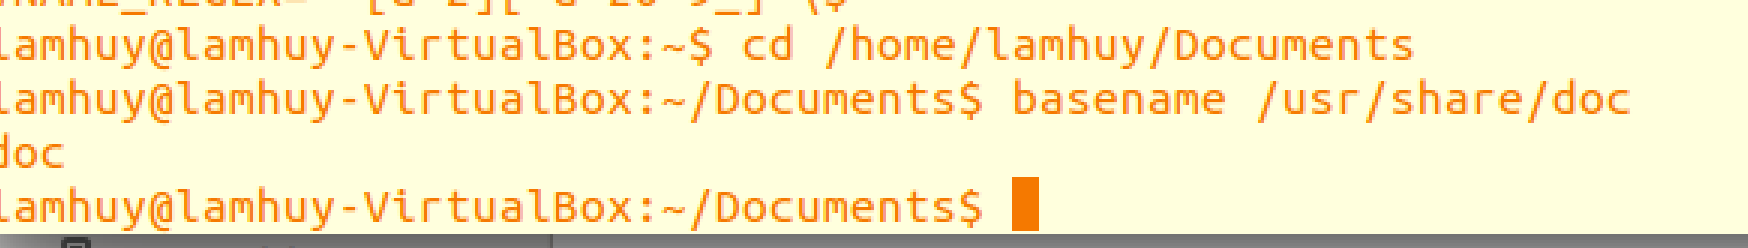 lamhuy@lamhuy-VirtualBox:~$ cd /home/lamhuy/Documents
lamhuy@lamhuy-VirtualBox:~/Documents$ basename /usr/share/doc
doc
lamhuy@lamhuy-VirtualBox:~/Documents$